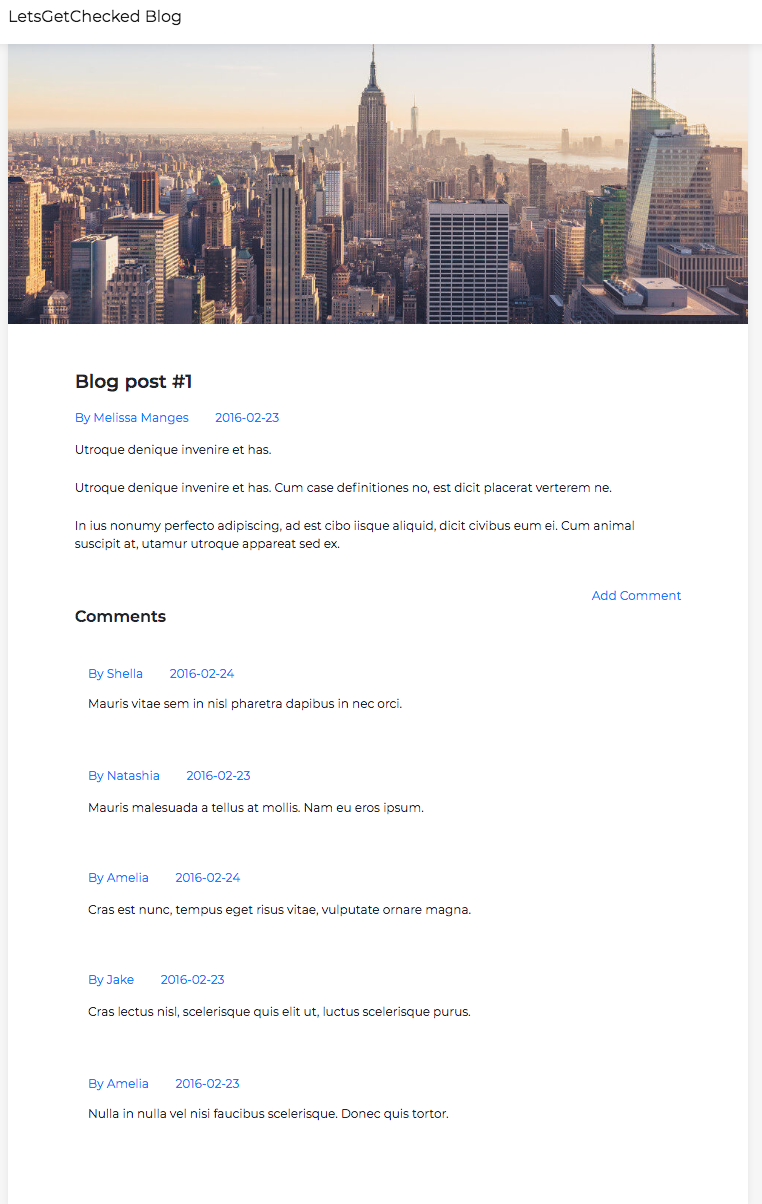 LetsGetChecked Blog
Blog post #1
By Melissa Manges 2016-02-23
Utroque denique invenire et has.
Utroque denique invenire et has. Cum case definitiones no, est dicit placerat verterem ne.
In ius nonumy perfecto adipiscing, ad est cibo iisque aliquid, dicit civibus eum ei. Cum animal
suscipit at, utamur utroque appareat sed ex.
Add Comment
Comments
By Shella 2016-02-24
Mauris vitae sem in nisl pharetra dapibus in nec orci.
By Natashia 2016-02-23
Mauris malesuada a tellus at mollis. Nam eu eros ipsum.
By Amelia 2016-02-24
Cras est nunc, tempus eget risus vitae, vulputate ornare magna.
By Jake 2016-02-23
Cras lectus nisl, scelerisque quis elit ut, luctus scelerisque purus.
By Amelia 2016-02-23
Nulla in nulla vel nisi faucibus scelerisque. Donec quis tortor.